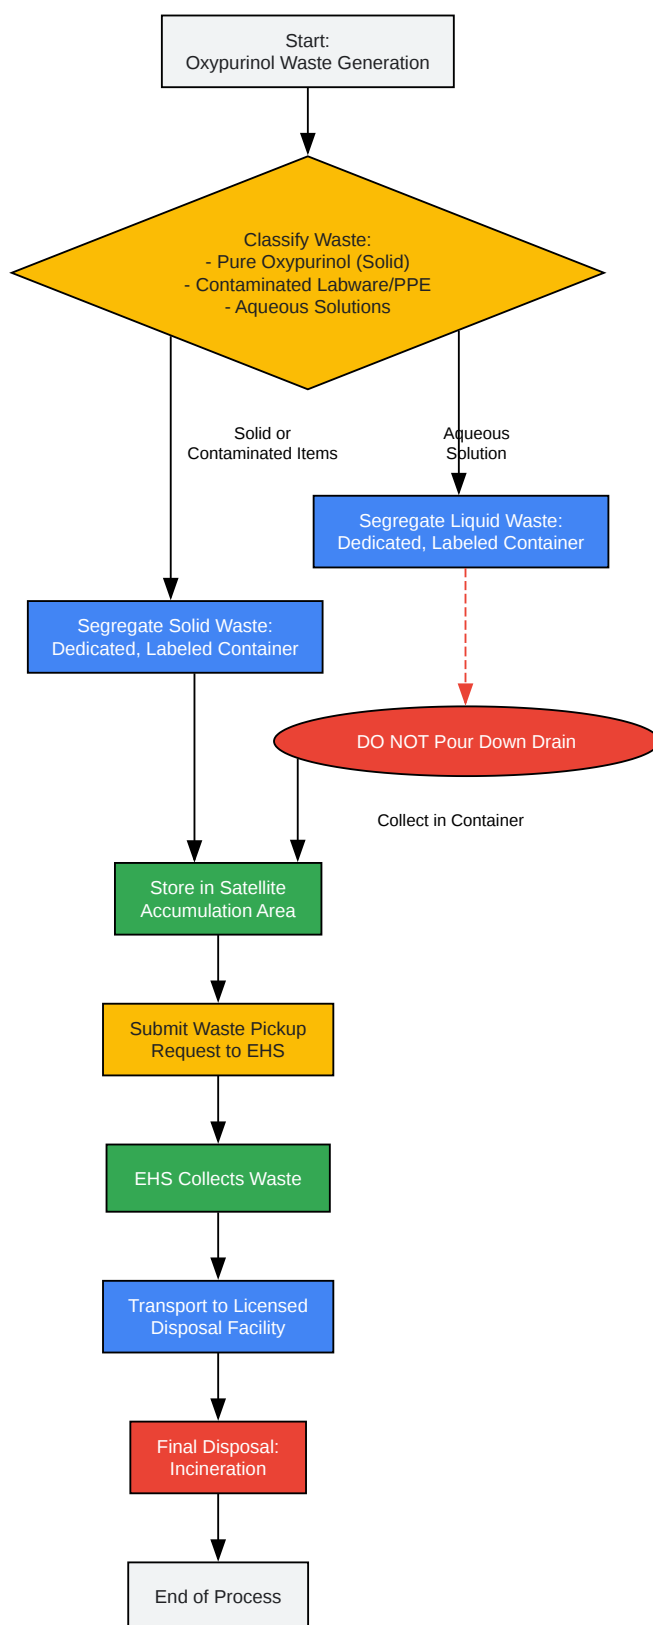 Start:
Oxypurinol Waste Generation
Classify Waste:
- Pure Oxypurinol (Solid)
- Contaminated Labware/PPE
- Aqueous Solutions
Solid or
Contaminated Items
Aqueous
Solution
Segregate Liquid Waste:
Dedicated, Labeled Container
Segregate Solid Waste:
Dedicated, Labeled Container
DO NOT Pour Down Drain
Collect in Container
Store in Satellite
Accumulation Area
Submit Waste Pickup
Request to EHS
EHS Collects Waste
Transport to Licensed
Disposal Facility
Final Disposal:
Incineration
End of Process